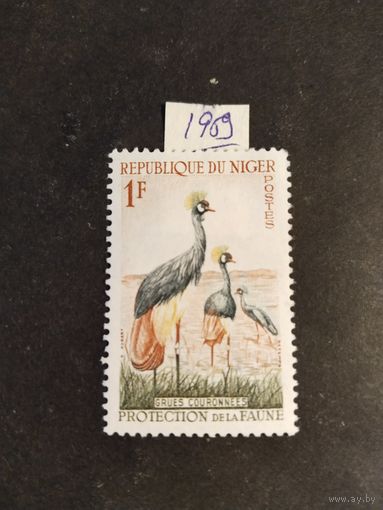 1969
REPUBLIQUE DU NIGER
1F
POSTES
GRUES COURONNEES
PROTECTION DE LA FAUNE
www.ay.by